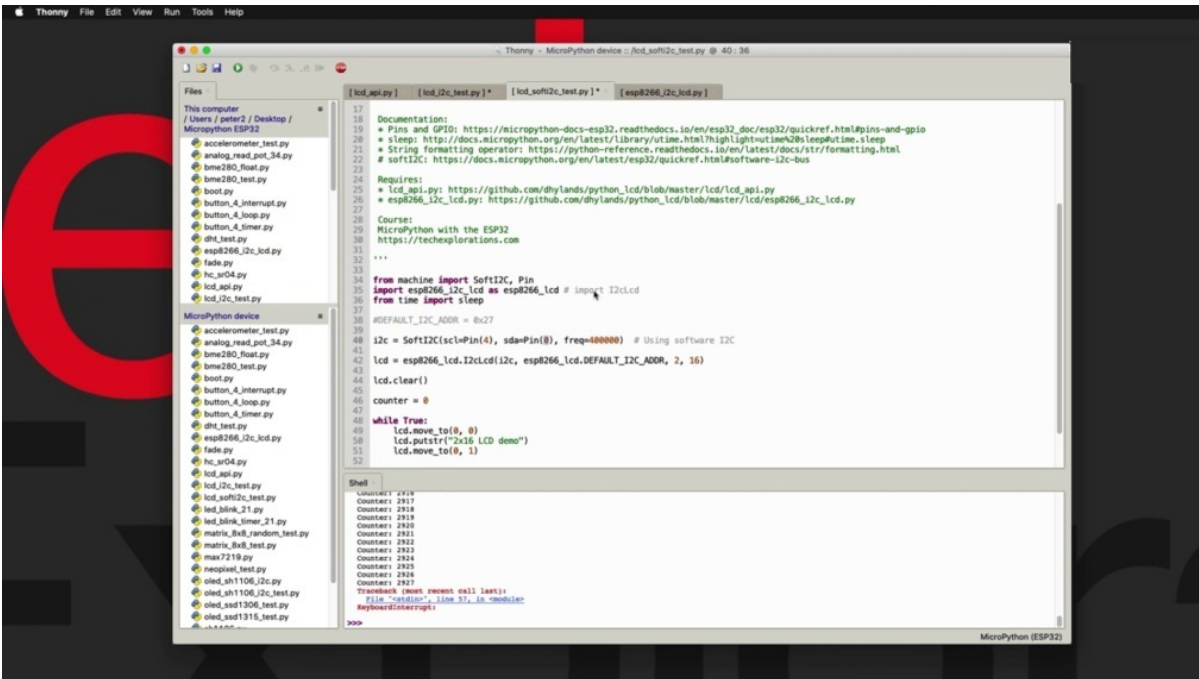 Thonny File Edit View Run Tools Help
Thonny - MicroPython device :: /lcd_softi2c_test.py @ 40 : 36
Files
This computer
/ Users / peter2 / Desktop /
Micropython ESP32
accelerometer_test.py
analog_read_pot_34.py
bme280_float.py
bme280_test.py
boot.py
button_4_interrupt.py
button_4_loop.py
button_4_timer.py
dht_test.py
esp8266_i2c_lcd.py
fade.py
hc_sr04.py
lcd_api.py
lcd_i2c_test.py
MicroPython device
accelerometer_test.py
analog_read_pot_34.py
bme280_float.py
bme280_test.py
boot.py
button_4_interrupt.py
button_4_loop.py
button_4_timer.py
dht_test.py
esp8266_i2c_lcd.py
fade.py
hc_sr04.py
lcd_api.py
lcd_i2c_test.py
lcd_softi2c_test.py
led_blink_21.py
led_blink_timer_21.py
matrix_8x8_random_test.py
matrix_8x8_test.py
max7219.py
neopixel_test.py
oled_sh1106_i2c.py
oled_sh1106_i2c_test.py
oled_ssd1306_test.py
oled_ssd1315_test.py
[ lcd_api.py ] [ lcd_i2c_test.py ] * [ lcd_softi2c_test.py ] * [ esp8266_i2c_lcd.py ]
17
18 Documentation:
19 * Pins and GPIO: https://micropython-docs-esp32.readthedocs.io/en/esp32_doc/esp32/quickref.html#pins-and-gpio
20 * sleep: http://docs.micropython.org/en/latest/library/utime.html?highlight=utime%20sleep#utime.sleep
21 * String formatting operator: https://python-reference.readthedocs.io/en/latest/docs/str/formatting.html
22 # softI2C: https://docs.micropython.org/en/latest/esp32/quickref.html#software-i2c-bus
23
24 Requires:
25 * lcd_api.py: https://github.com/dhylands/python_lcd/blob/master/lcd/lcd_api.py
26 * esp8266_i2c_lcd.py: https://github.com/dhylands/python_lcd/blob/master/lcd/esp8266_i2c_lcd.py
27
28 Course:
29 MicroPython with the ESP32
30 https://techexplorations.com
31
32 '''
33
34 from machine import SoftI2C, Pin
35 import esp8266_i2c_lcd as esp8266_lcd # import I2cLcd
36 from time import sleep
37
38 #DEFAULT_I2C_ADDR = 0x27
39
40 i2c = SoftI2C(scl=Pin(4), sda=Pin(0), freq=400000) # Using software I2C
41
42 lcd = esp8266_lcd.I2cLcd(i2c, esp8266_lcd.DEFAULT_I2C_ADDR, 2, 16)
43
44 lcd.clear()
45
46 counter = 0
47
48 while True:
49 lcd.move_to(0, 0)
50 lcd.putstr("2x16 LCD demo")
51 lcd.move_to(0, 1)
52
Shell
Counter: 2916
Counter: 2917
Counter: 2918
Counter: 2919
Counter: 2920
Counter: 2921
Counter: 2922
Counter: 2923
Counter: 2924
Counter: 2925
Counter: 2926
Counter: 2927
Traceback (most recent call last):
File "<stdin>", line 57, in <module>
KeyboardInterrupt:
>>>
MicroPython (ESP32)